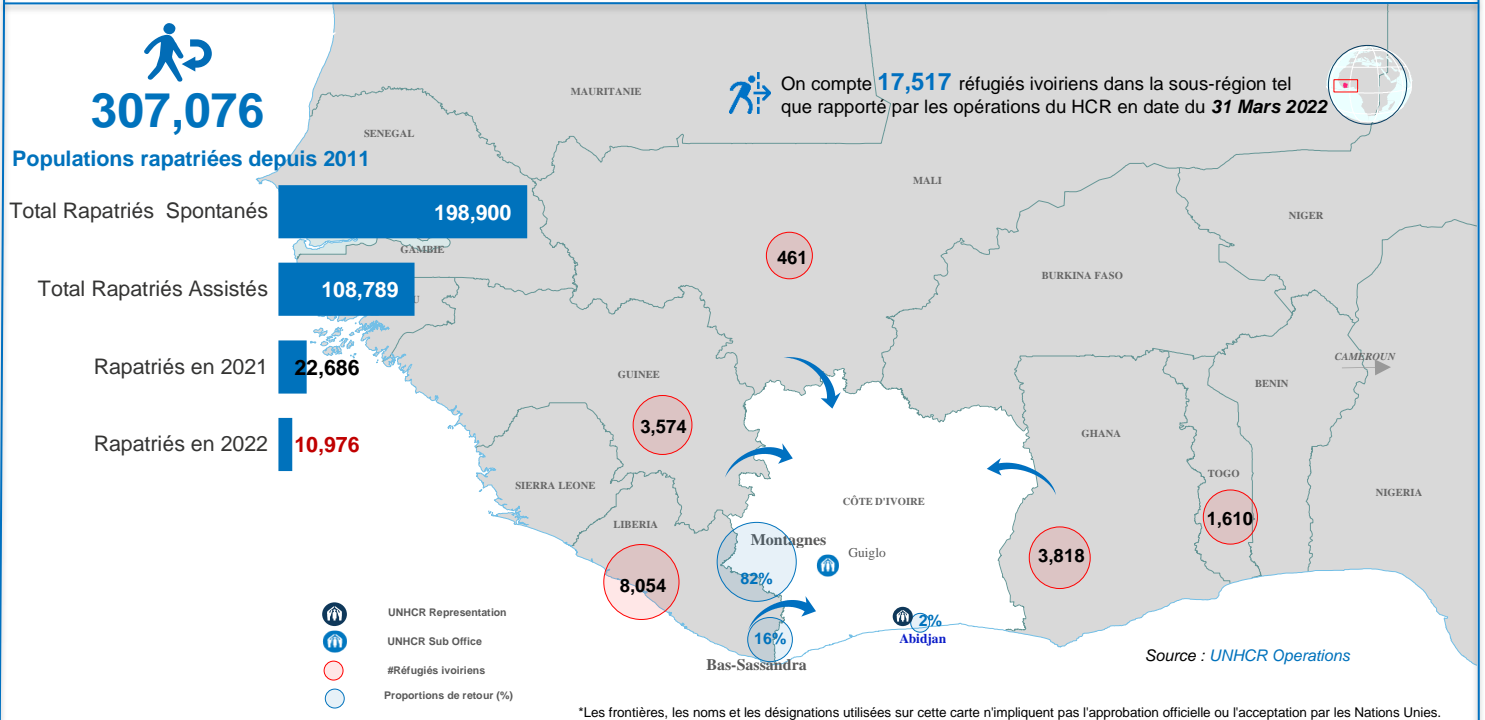 307,076
Populations rapatriées depuis 2011
Total Rapatriés Spontanés
198,900
Total Rapatriés Assistés
108,789
Rapatriés en 2021
22,686
Rapatriés en 2022
10,976
On compte 17,517 réfugiés ivoiriens dans la sous-région tel
que rapporté par les opérations du HCR en date du 31 Mars 2022
MAURITANIE
SENEGAL
MALI
NIGER
GAMBIE
461
BURKINA FASO
CAMEROUN
GUINEE
BENIN
3,574
GHANA
SIERRA LEONE
TOGO
NIGERIA
CÔTE D'IVOIRE
LIBERIA
1,610
Montagnes
Guiglo
3,818
82%
8,054
2%
16%
Abidjan
Bas-Sassandra
UNHCR Representation
UNHCR Sub Office
#Réfugiés ivoiriens
Proportions de retour (%)
Source : UNHCR Operations
*Les frontières, les noms et les désignations utilisées sur cette carte n'impliquent pas l'approbation officielle ou l'acceptation par les Nations Unies.